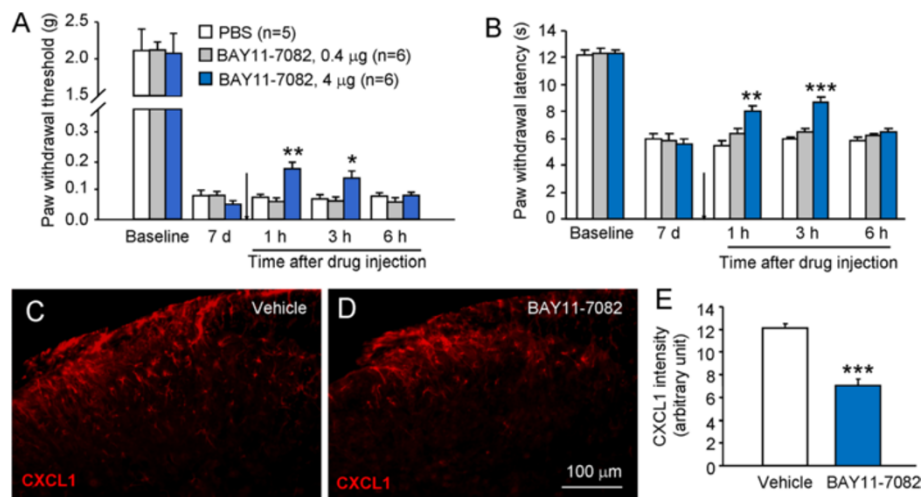 A
Paw withdrawal threshold (g)
2.5
2.0
1.5
0.3
0.2
0.1
0.0
PBS (n=5)
BAY11-7082, 0.4 μg (n=6)
BAY11-7082, 4 μg (n=6)
**
*
Baseline
7 d
1 h
3 h
6 h
Time after drug injection
B
Paw withdrawal latency (s)
14
12
10
8
6
4
2
0
**
***
Baseline
7 d
1 h
3 h
6 h
Time after drug injection
C
Vehicle
CXCL1
D
BAY11-7082
CXCL1
100 μm
E
CXCL1 intensity
(arbitrary unit)
14
12
10
8
6
4
2
0
***
Vehicle
BAY11-7082